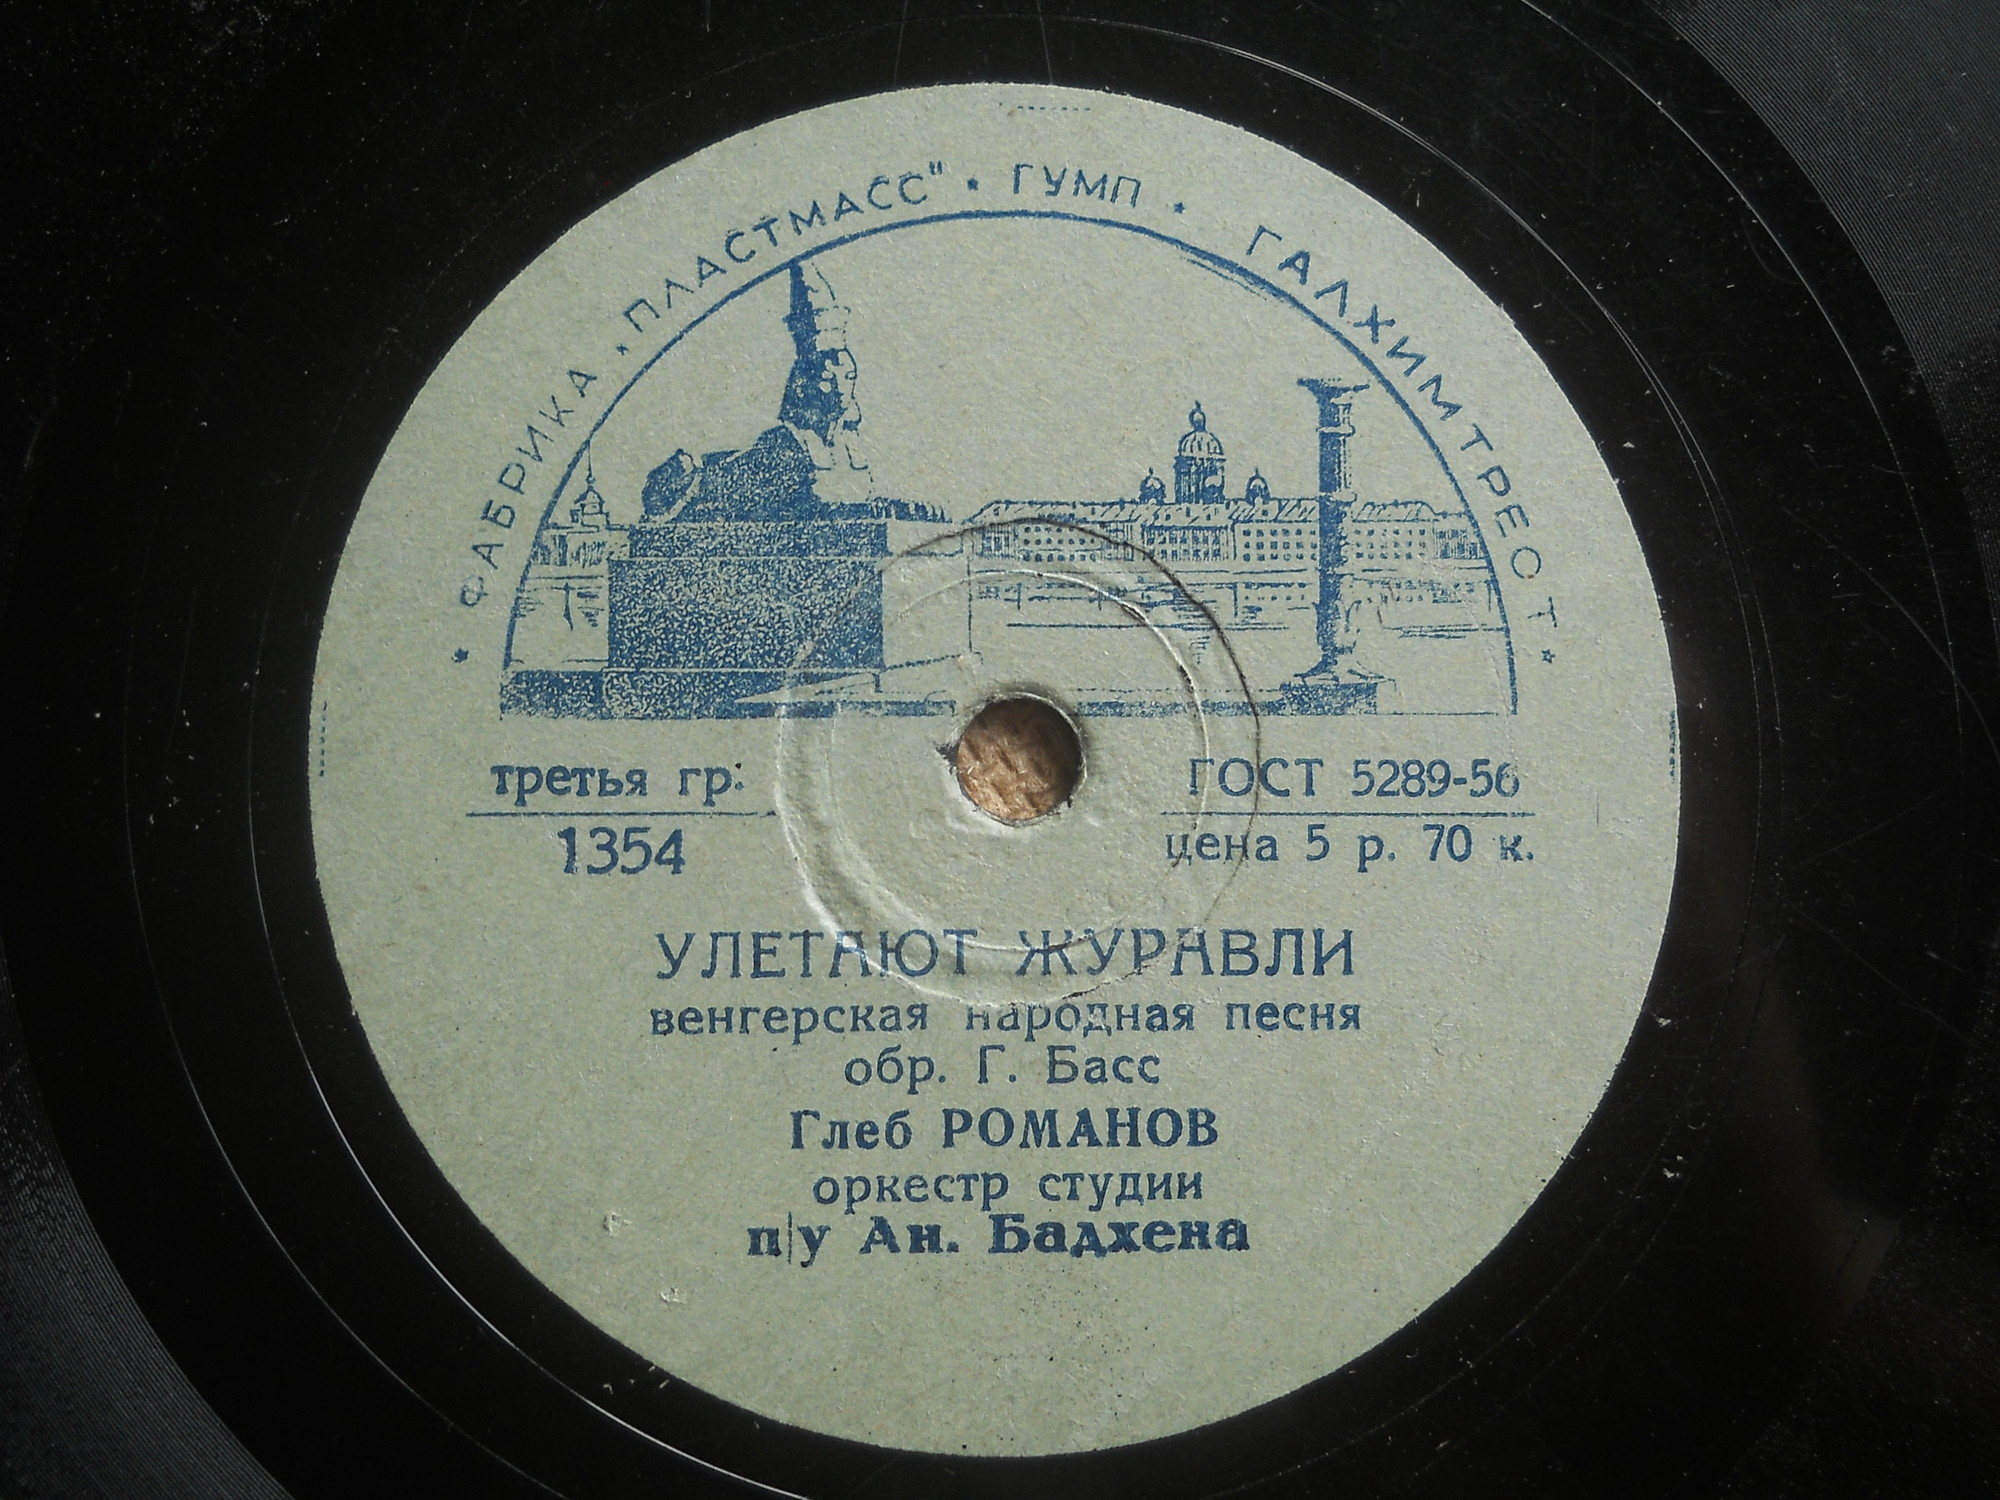 * ФАБРИКА „ПЛАСТМАСС" * ГУМП * ГАЛХИМТРЕСТ *
третья гр.
1354
ГОСТ 5289-56
цена 5 р. 70 к.
УЛЕТАЮТ ЖУРАВЛИ
венгерская народная песня
обр. Г. Басс
Глеб РОМАНОВ
оркестр студии
п/у Ан. Бадхена